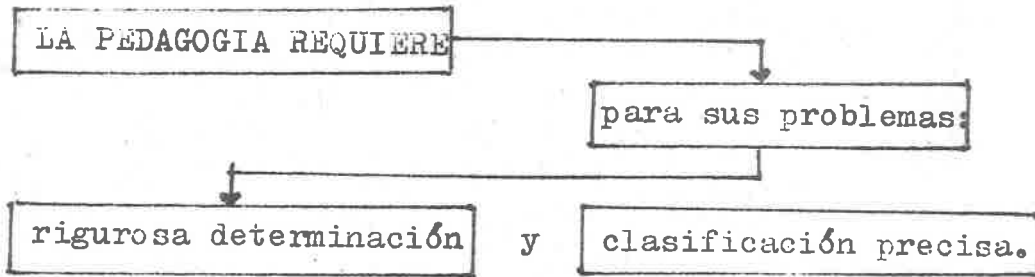 LA PEDAGOGIA REQUIERE
para sus problemas:
rigurosa determinación y clasificación precisa.